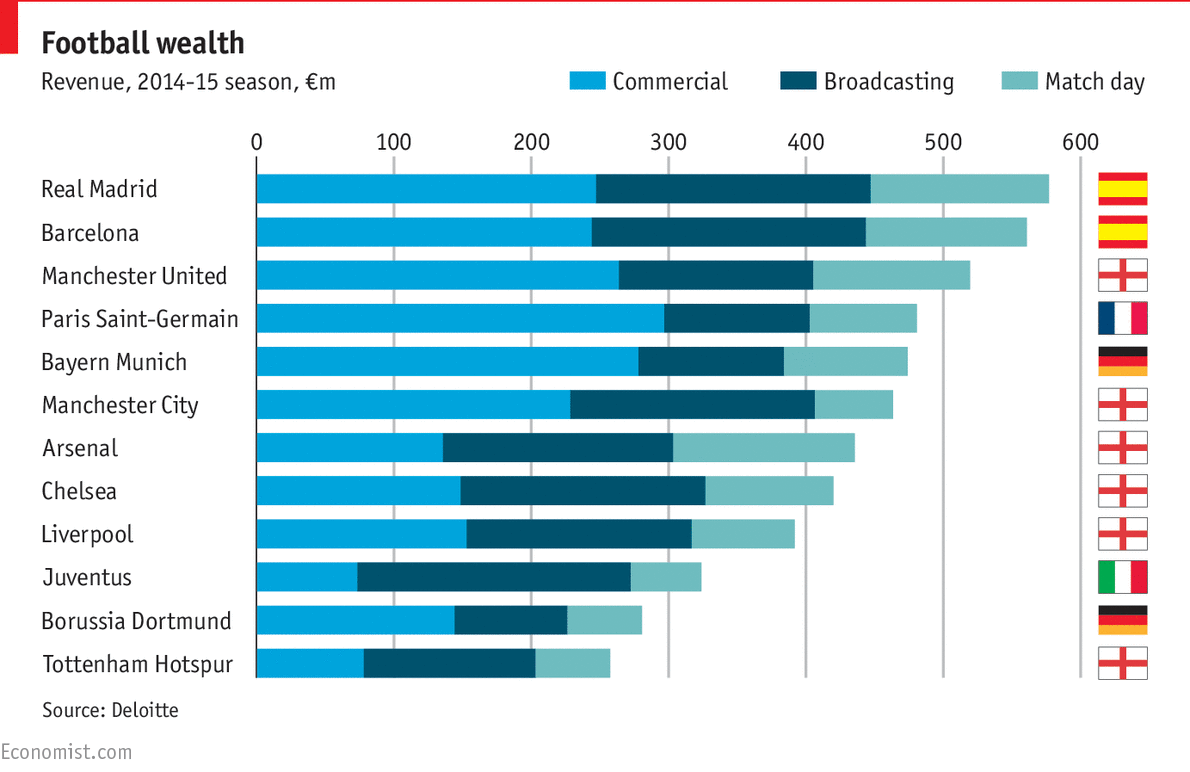 Football wealth
Revenue, 2014-15 season, €m
Commercial
Broadcasting
Match day
0 100 200 300 400 500 600
Real Madrid
Barcelona
Manchester United
Paris Saint-Germain
Bayern Munich
Manchester City
Arsenal
Chelsea
Liverpool
Juventus
Borussia Dortmund
Tottenham Hotspur
Source: Deloitte
Economist.com